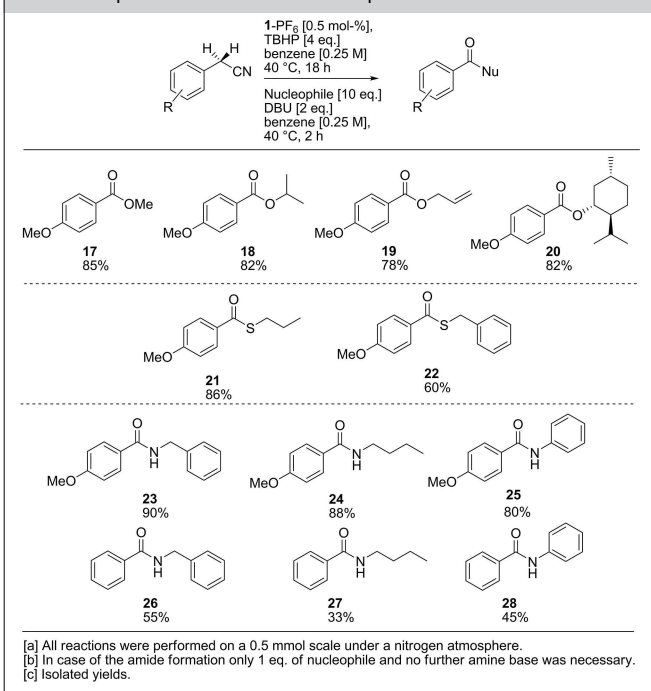 1-PF6 [0.5 mol-%],
TBHP [4 eq.]
benzene [0.25 M]
40 °C, 18 h
H H
CN
R
Nucleophile [10 eq.]
DBU [2 eq.]
benzene [0.25 M],
40 °C, 2 h
O
Nu
R
O
OMe
MeO
17
85%
O
O
MeO
18
82%
O
O
MeO
19
78%
O
O
MeO
20
82%
O
S
MeO
21
86%
O
S
MeO
22
60%
O
N
H
MeO
23
90%
O
N
H
MeO
24
88%
O
N
H
MeO
25
80%
O
N
H
26
55%
O
N
H
27
33%
O
N
H
28
45%
[a] All reactions were performed on a 0.5 mmol scale under a nitrogen atmosphere.
[b] In case of the amide formation only 1 eq. of nucleophile and no further amine base was necessary.
[c] Isolated yields.